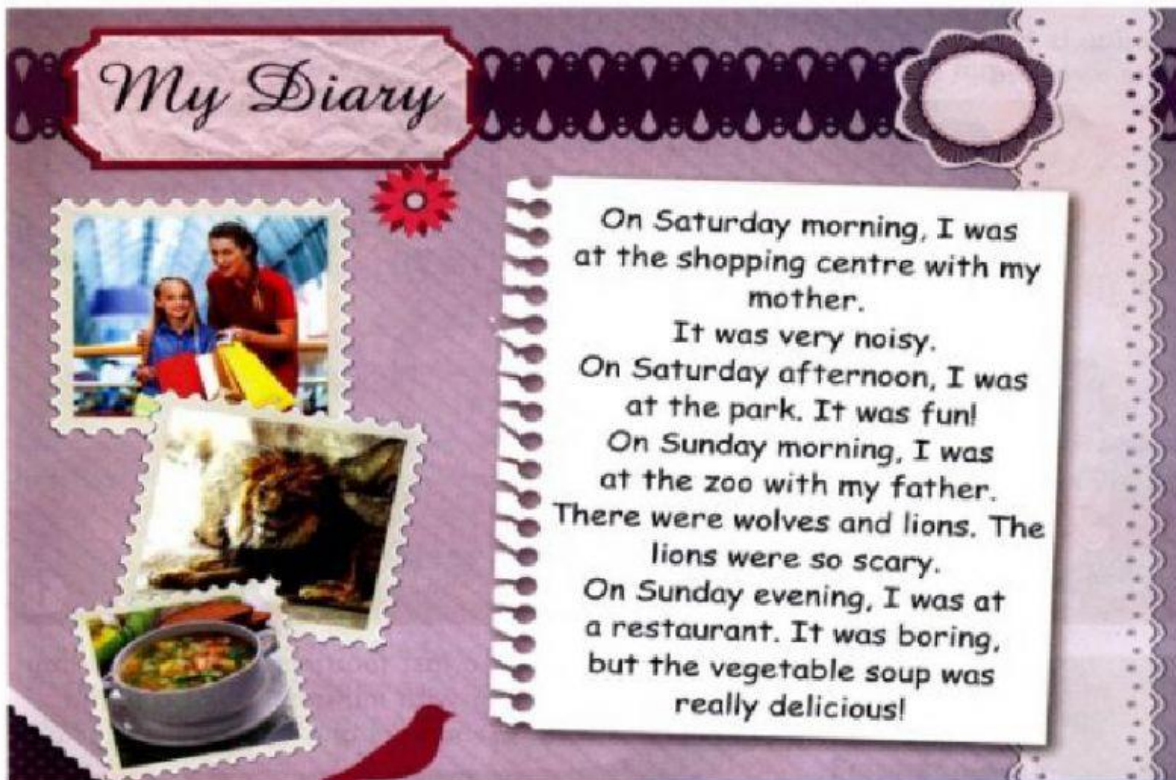 My Diary
On Saturday morning, I was
at the shopping centre with my
mother.
It was very noisy.
On Saturday afternoon, I was
at the park. It was fun!
On Sunday morning, I was
at the zoo with my father.
There were wolves and lions. The
lions were so scary.
On Sunday evening, I was at
a restaurant. It was boring,
but the vegetable soup was
really delicious!